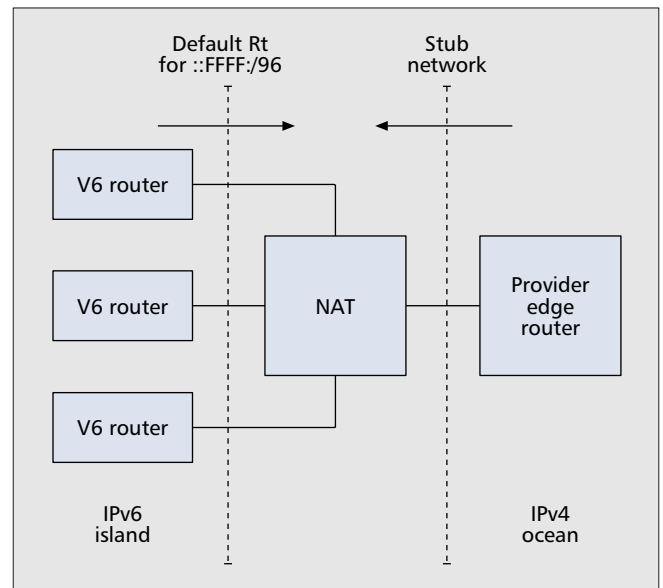 Default Rt
for ::FFFF:/96
Stub
network
V6 router
V6 router
V6 router
NAT
Provider
edge
router
IPv6
island
IPv4
ocean